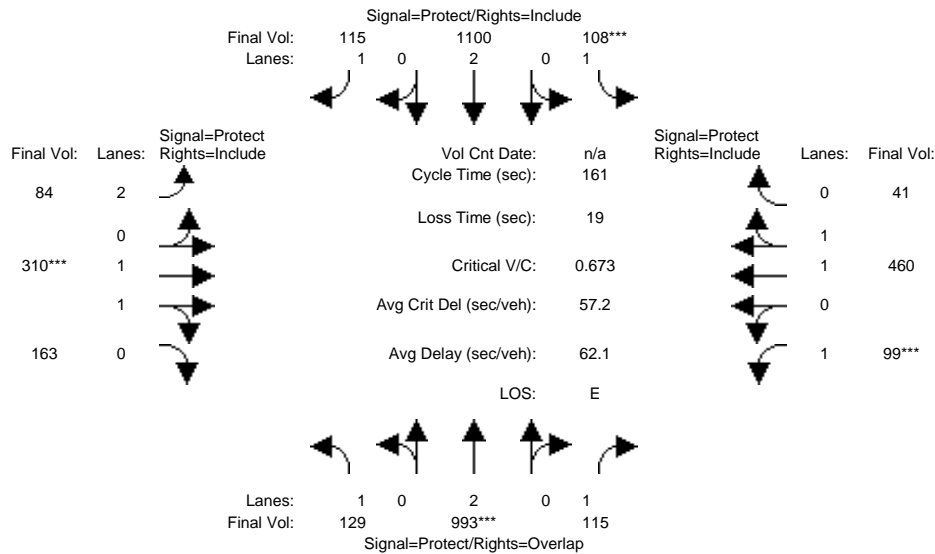 Signal=Protect/Rights=Include
Final Vol: 115 1100 108***
Lanes: 1 0 2 0 1
Signal=Protect
Final Vol: Lanes: Rights=Include
Vol Cnt Date: n/a
Signal=Protect
Rights=Include Lanes: Final Vol:
Cycle Time (sec): 161
84 2
0 41
Loss Time (sec): 19
0
1
310*** 1
Critical V/C: 0.673
1 460
1
Avg Crit Del (sec/veh): 57.2
0
163 0
Avg Delay (sec/veh): 62.1
1 99***
LOS: E
Lanes: 1 0 2 0 1
Final Vol: 129 993*** 115
Signal=Protect/Rights=Overlap